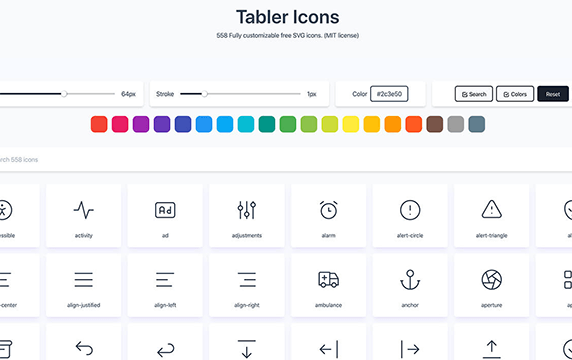 Tabler Icons
558 Fully customizable free SVG icons. (MIT license)
64px Stroke 1px Color #2c3e50 Search Colors Reset
rch 558 icons
Ad
ssible activity ad adjustments alarm alert-circle alert-triangle al
-center align-justified align-left align-right ambulance anchor aperture ap